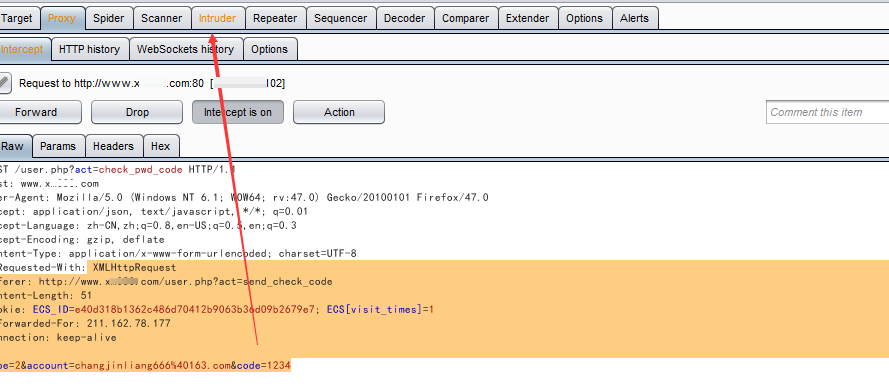 Target Proxy Spider Scanner Intruder Repeater Sequencer Decoder Comparer Extender Options Alerts
Intercept HTTP history WebSockets history Options
Request to http://www.x .com:80 [ 102]
Forward Drop Intercept is on Action Comment this item
Raw Params Headers Hex
ST /user.php?act=check_pwd_code HTTP/1.1
st: www.x .com
er-Agent: Mozilla/5.0 (Windows NT 6.1; WOW64; rv:47.0) Gecko/20100101 Firefox/47.0
cept: application/json, text/javascript, */*; q=0.01
cept-Language: zh-CN,zh;q=0.8,en-US;q=0.5,en;q=0.3
cept-Encoding: gzip, deflate
ntent-Type: application/x-www-form-urlencoded; charset=UTF-8
Requested-With: XMLHttpRequest
ferer: http://www.x .com/user.php?act=send_check_code
ntent-Length: 51
okie: ECS_ID=e40d318b1362c486d70412b9063b36d09b2679e7; ECS[visit_times]=1
Forwarded-For: 211.162.78.177
nnection: keep-alive
pe=2&account=changjinliang666%40163.com&code=1234